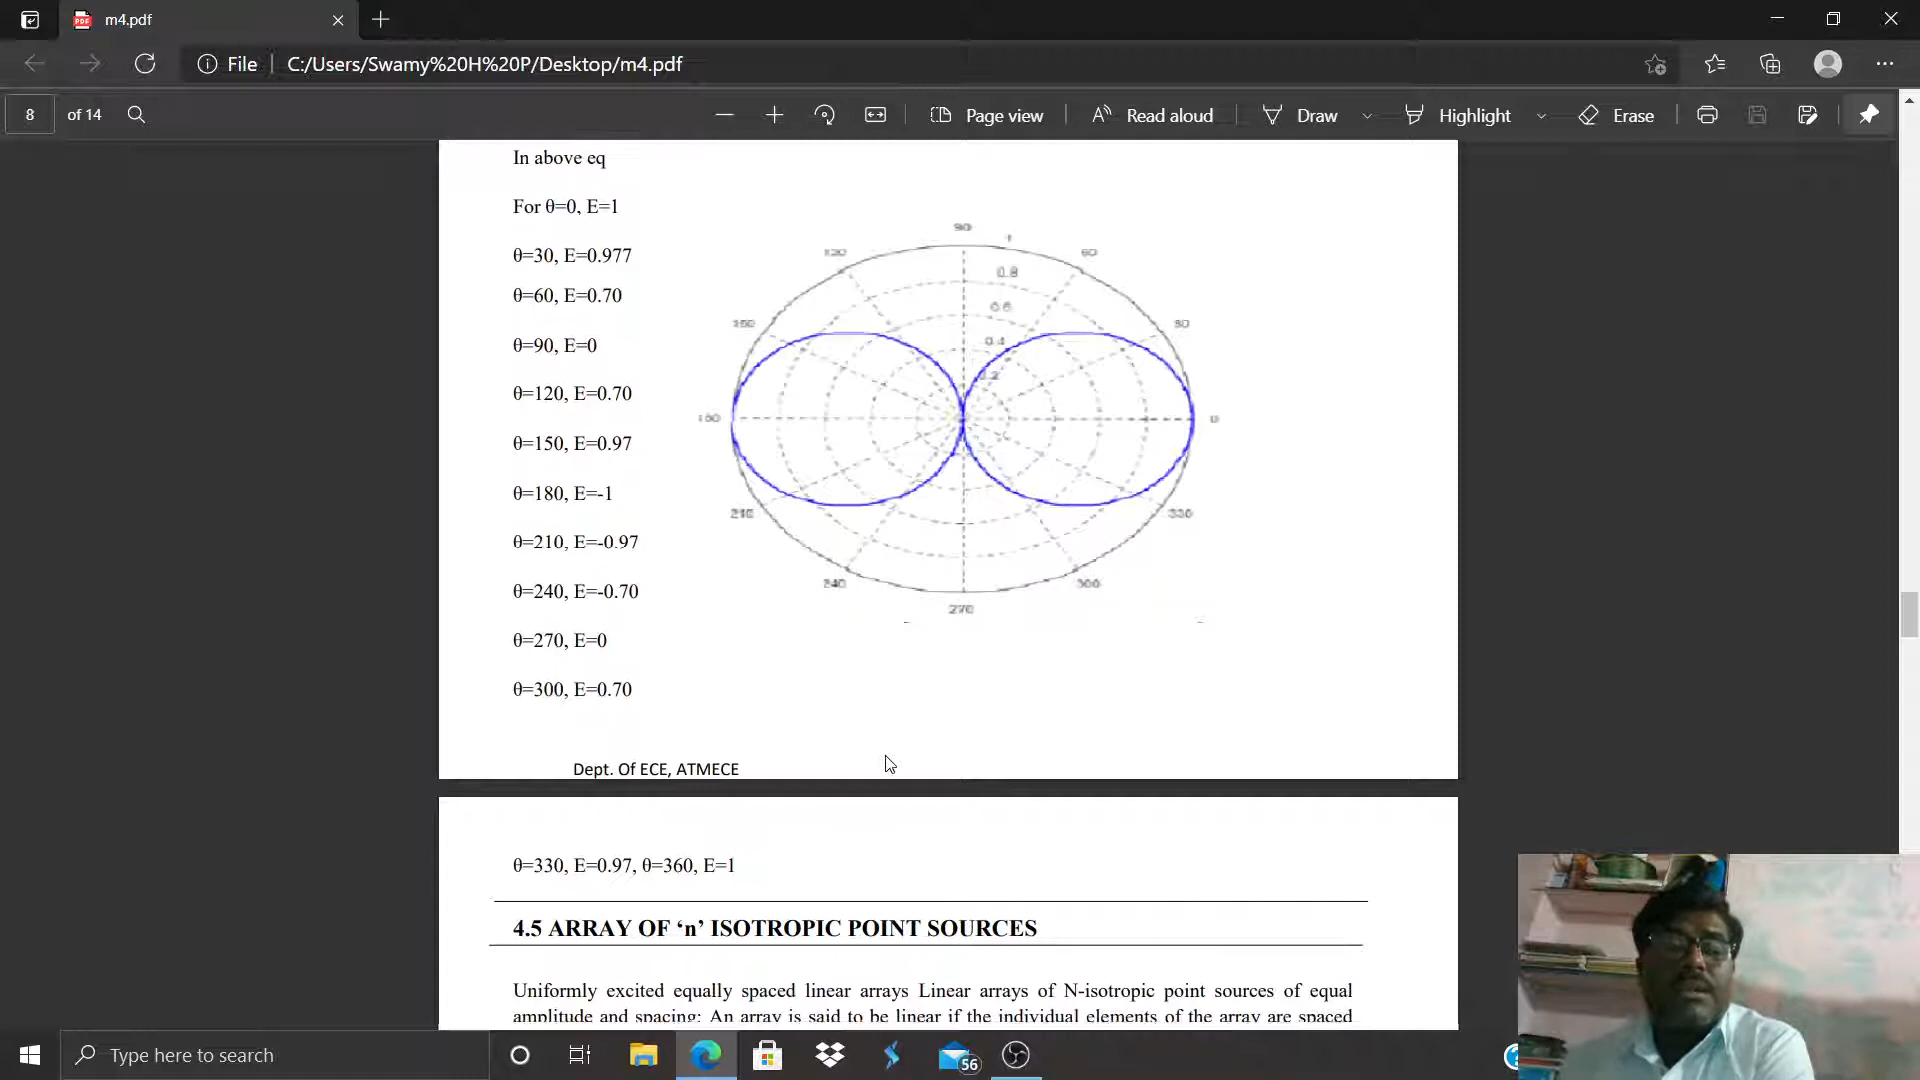 m4.pdf
File
C:/Users/Swamy%20H%20P/Desktop/m4.pdf
8 of 14
Page view
Read aloud
Draw
Highlight
Erase
In above eq
For θ=0, E=1
θ=30, E=0.977
θ=60, E=0.70
θ=90, E=0
θ=120, E=0.70
θ=150, E=0.97
θ=180, E=-1
θ=210, E=-0.97
θ=240, E=-0.70
θ=270, E=0
θ=300, E=0.70
90
120
1
60
0.8
0.6
150
0.4
30
0.2
180
0
210
330
240
300
270
Dept. Of ECE, ATMECE
θ=330, E=0.97, θ=360, E=1
4.5 ARRAY OF ‘n’ ISOTROPIC POINT SOURCES
Uniformly excited equally spaced linear arrays Linear arrays of N-isotropic point sources of equal
amplitude and spacing: An array is said to be linear if the individual elements of the array are spaced
Type here to search
56